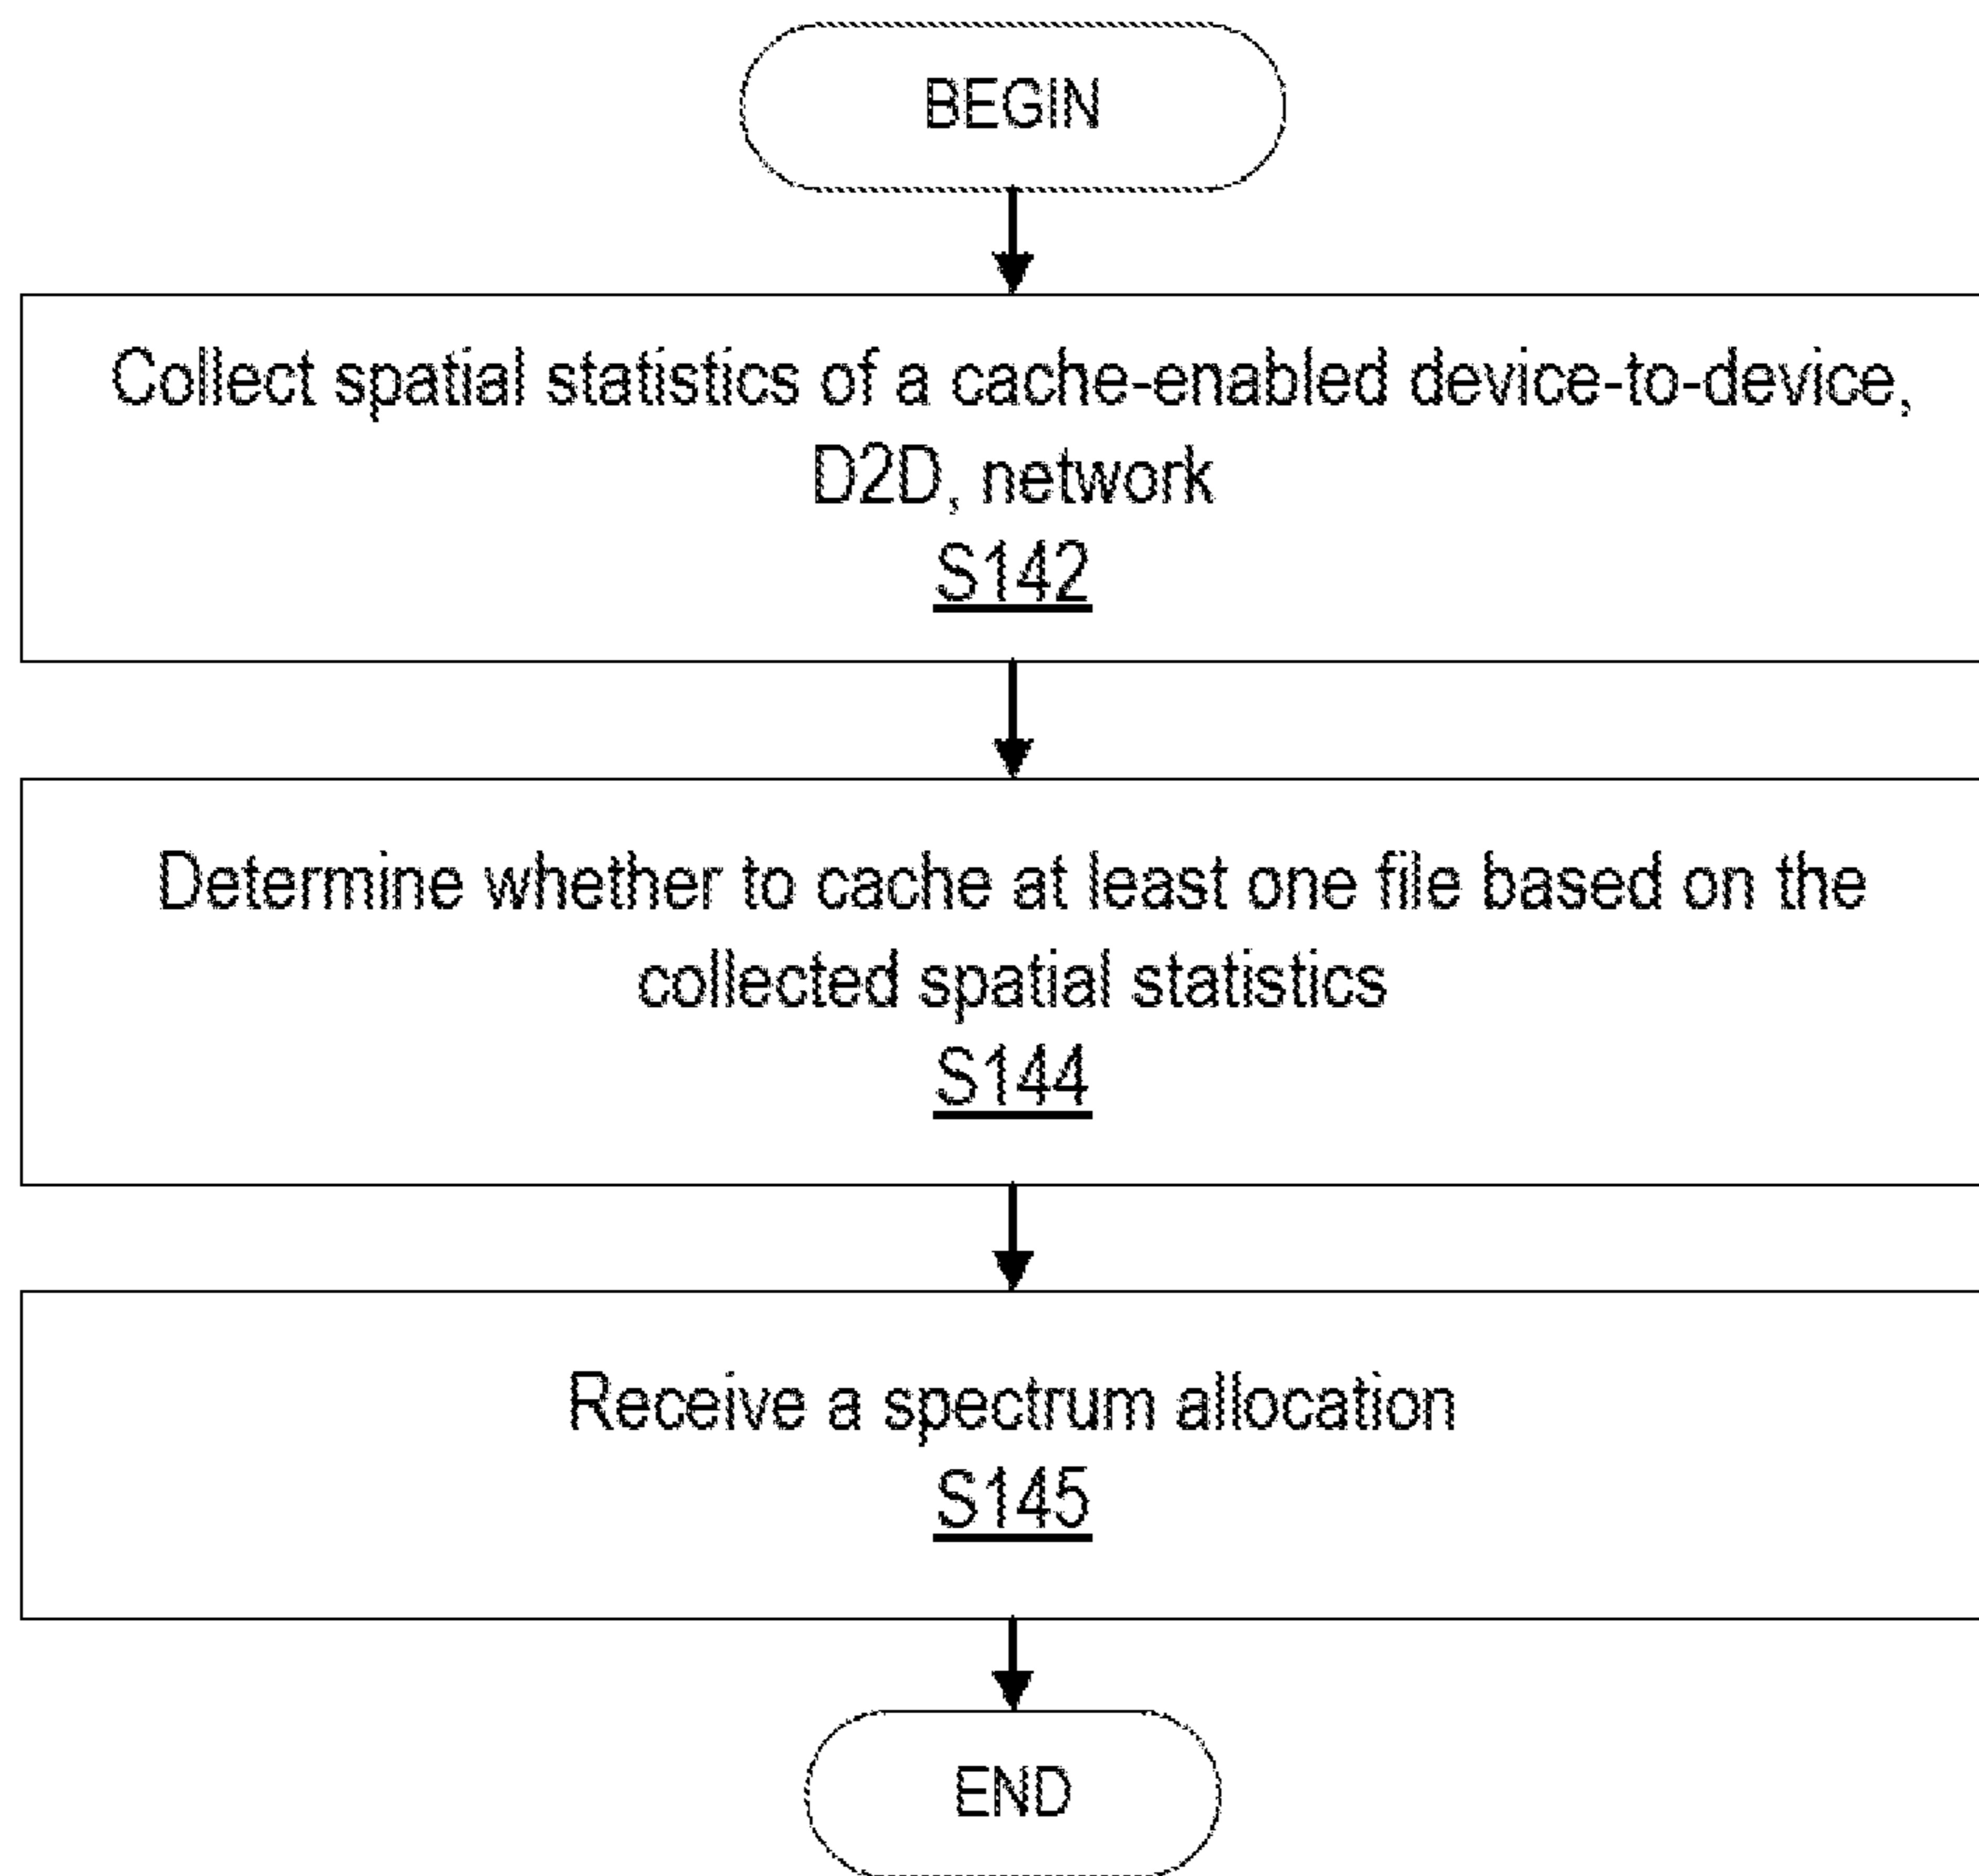 BEGIN
Collect spatial statistics of a cache-enabled device-to-device,
D2D, network
S142
Determine whether to cache at least one file based on the
collected spatial statistics
S144
Receive a spectrum allocation
S145
END